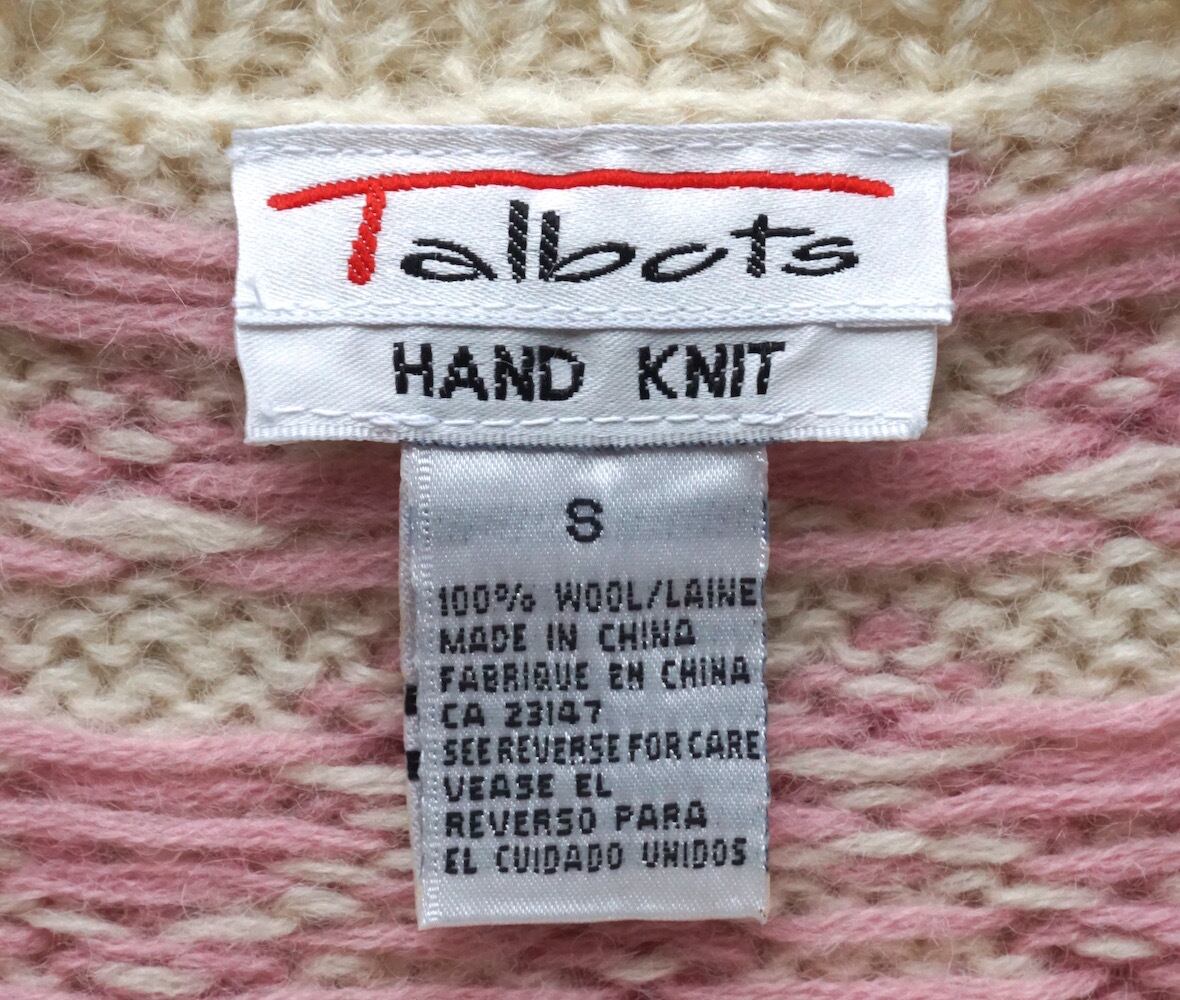 Talbots
HAND KNIT
S
100% WOOL/LAINE
MADE IN CHINA
FABRIQUE EN CHINA
CA 23147
SEE REVERSE FOR CARE
VEASE EL
REVERSO PARA
EL CUIDADO UNIDOS